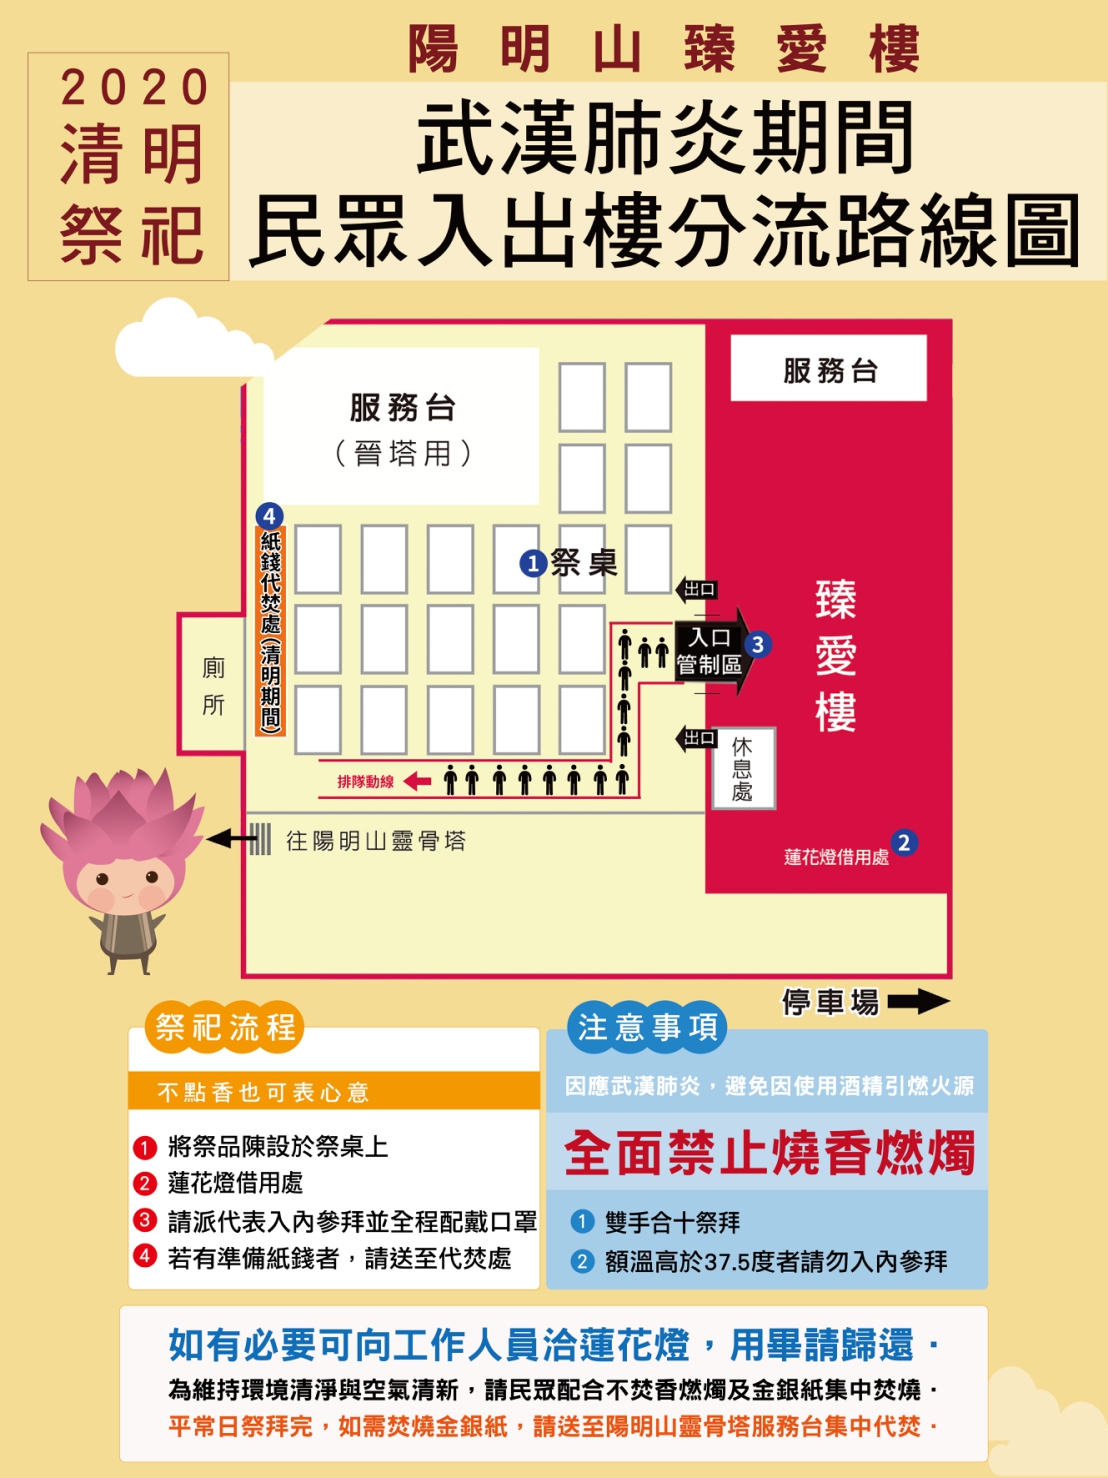 陽明山臻愛樓
2020
清明
祭祀
武漢肺炎期間
民眾入出樓分流路線圖
服務台
服務台
（晉塔用）
4
紙錢代焚處（清明期間）
1 祭桌
出口
入口
管制區
3
臻愛樓
廁所
出口
休息處
排隊動線
往陽明山靈骨塔
2
蓮花燈借用處
停車場
祭祀流程
不點香也可表心意
1 將祭品陳設於祭桌上
2 蓮花燈借用處
3 請派代表入內參拜並全程配戴口罩
4 若有準備紙錢者，請送至代焚處
注意事項
因應武漢肺炎，避免因使用酒精引燃火源
全面禁止燒香燃燭
1 雙手合十祭拜
2 額溫高於37.5度者請勿入內參拜
如有必要可向工作人員洽蓮花燈，用畢請歸還．
為維持環境清淨與空氣清新，請民眾配合不焚香燃燭及金銀紙集中焚燒．
平常日祭拜完，如需焚燒金銀紙，請送至陽明山靈骨塔服務台集中代焚．